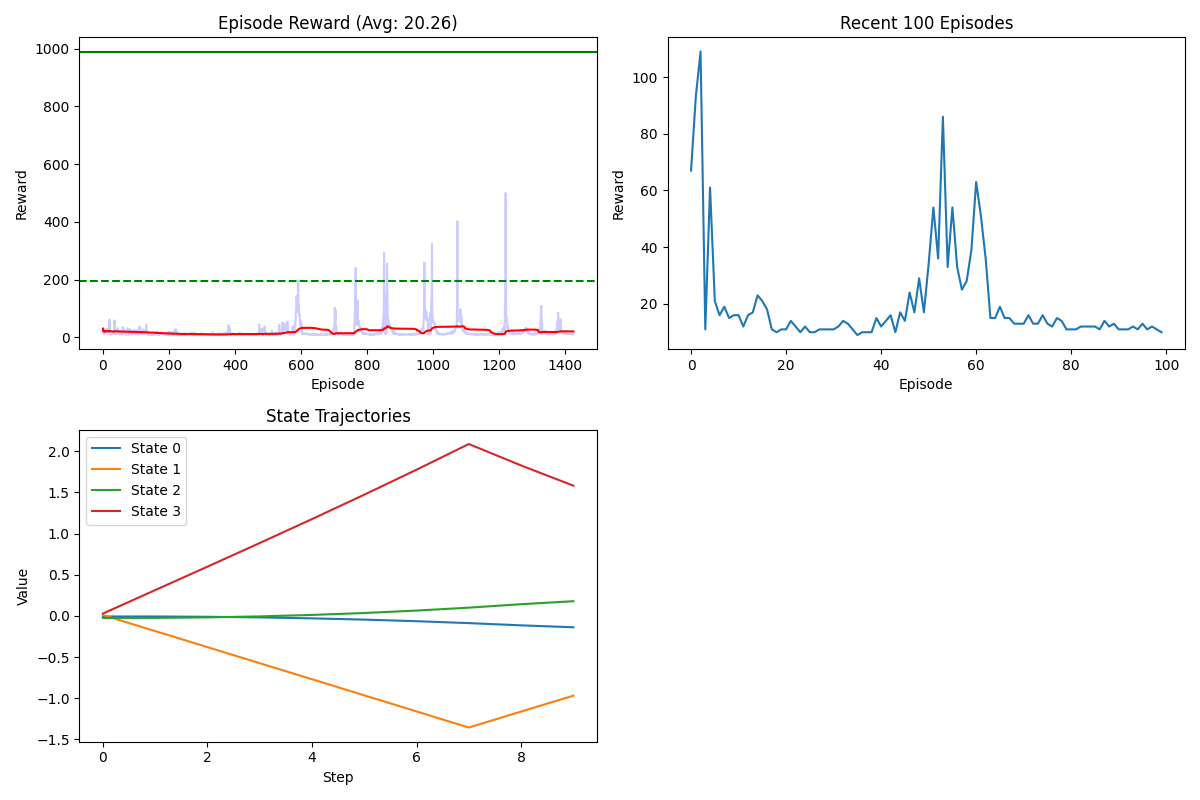 Episode Reward (Avg: 20.26)
Reward
1000
800
600
400
200
0
0 200 400 600 800 1000 1200 1400
Episode
Recent 100 Episodes
Reward
100
80
60
40
20
0 20 40 60 80 100
Episode
State Trajectories
Value
2.0
1.5
1.0
0.5
0.0
−0.5
−1.0
−1.5
State 0
State 1
State 2
State 3
0 2 4 6 8
Step